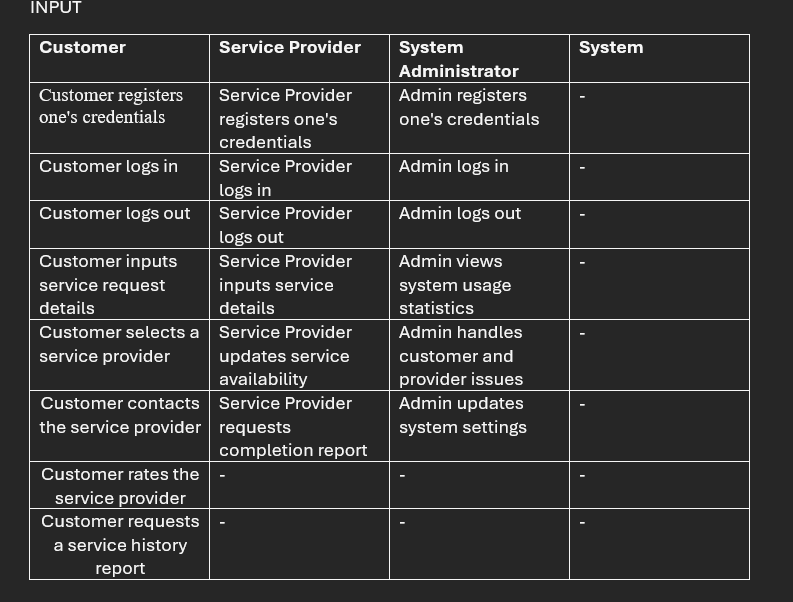 INPUT
Customer Service Provider System Administrator System
Customer registers one's credentials Service Provider registers one's credentials Admin registers one's credentials -
Customer logs in Service Provider logs in Admin logs in -
Customer logs out Service Provider logs out Admin logs out -
Customer inputs service request details Service Provider inputs service details Admin views system usage statistics -
Customer selects a service provider Service Provider updates service availability Admin handles customer and provider issues -
Customer contacts the service provider Service Provider requests completion report Admin updates system settings -
Customer rates the service provider - - -
Customer requests a service history report - - -